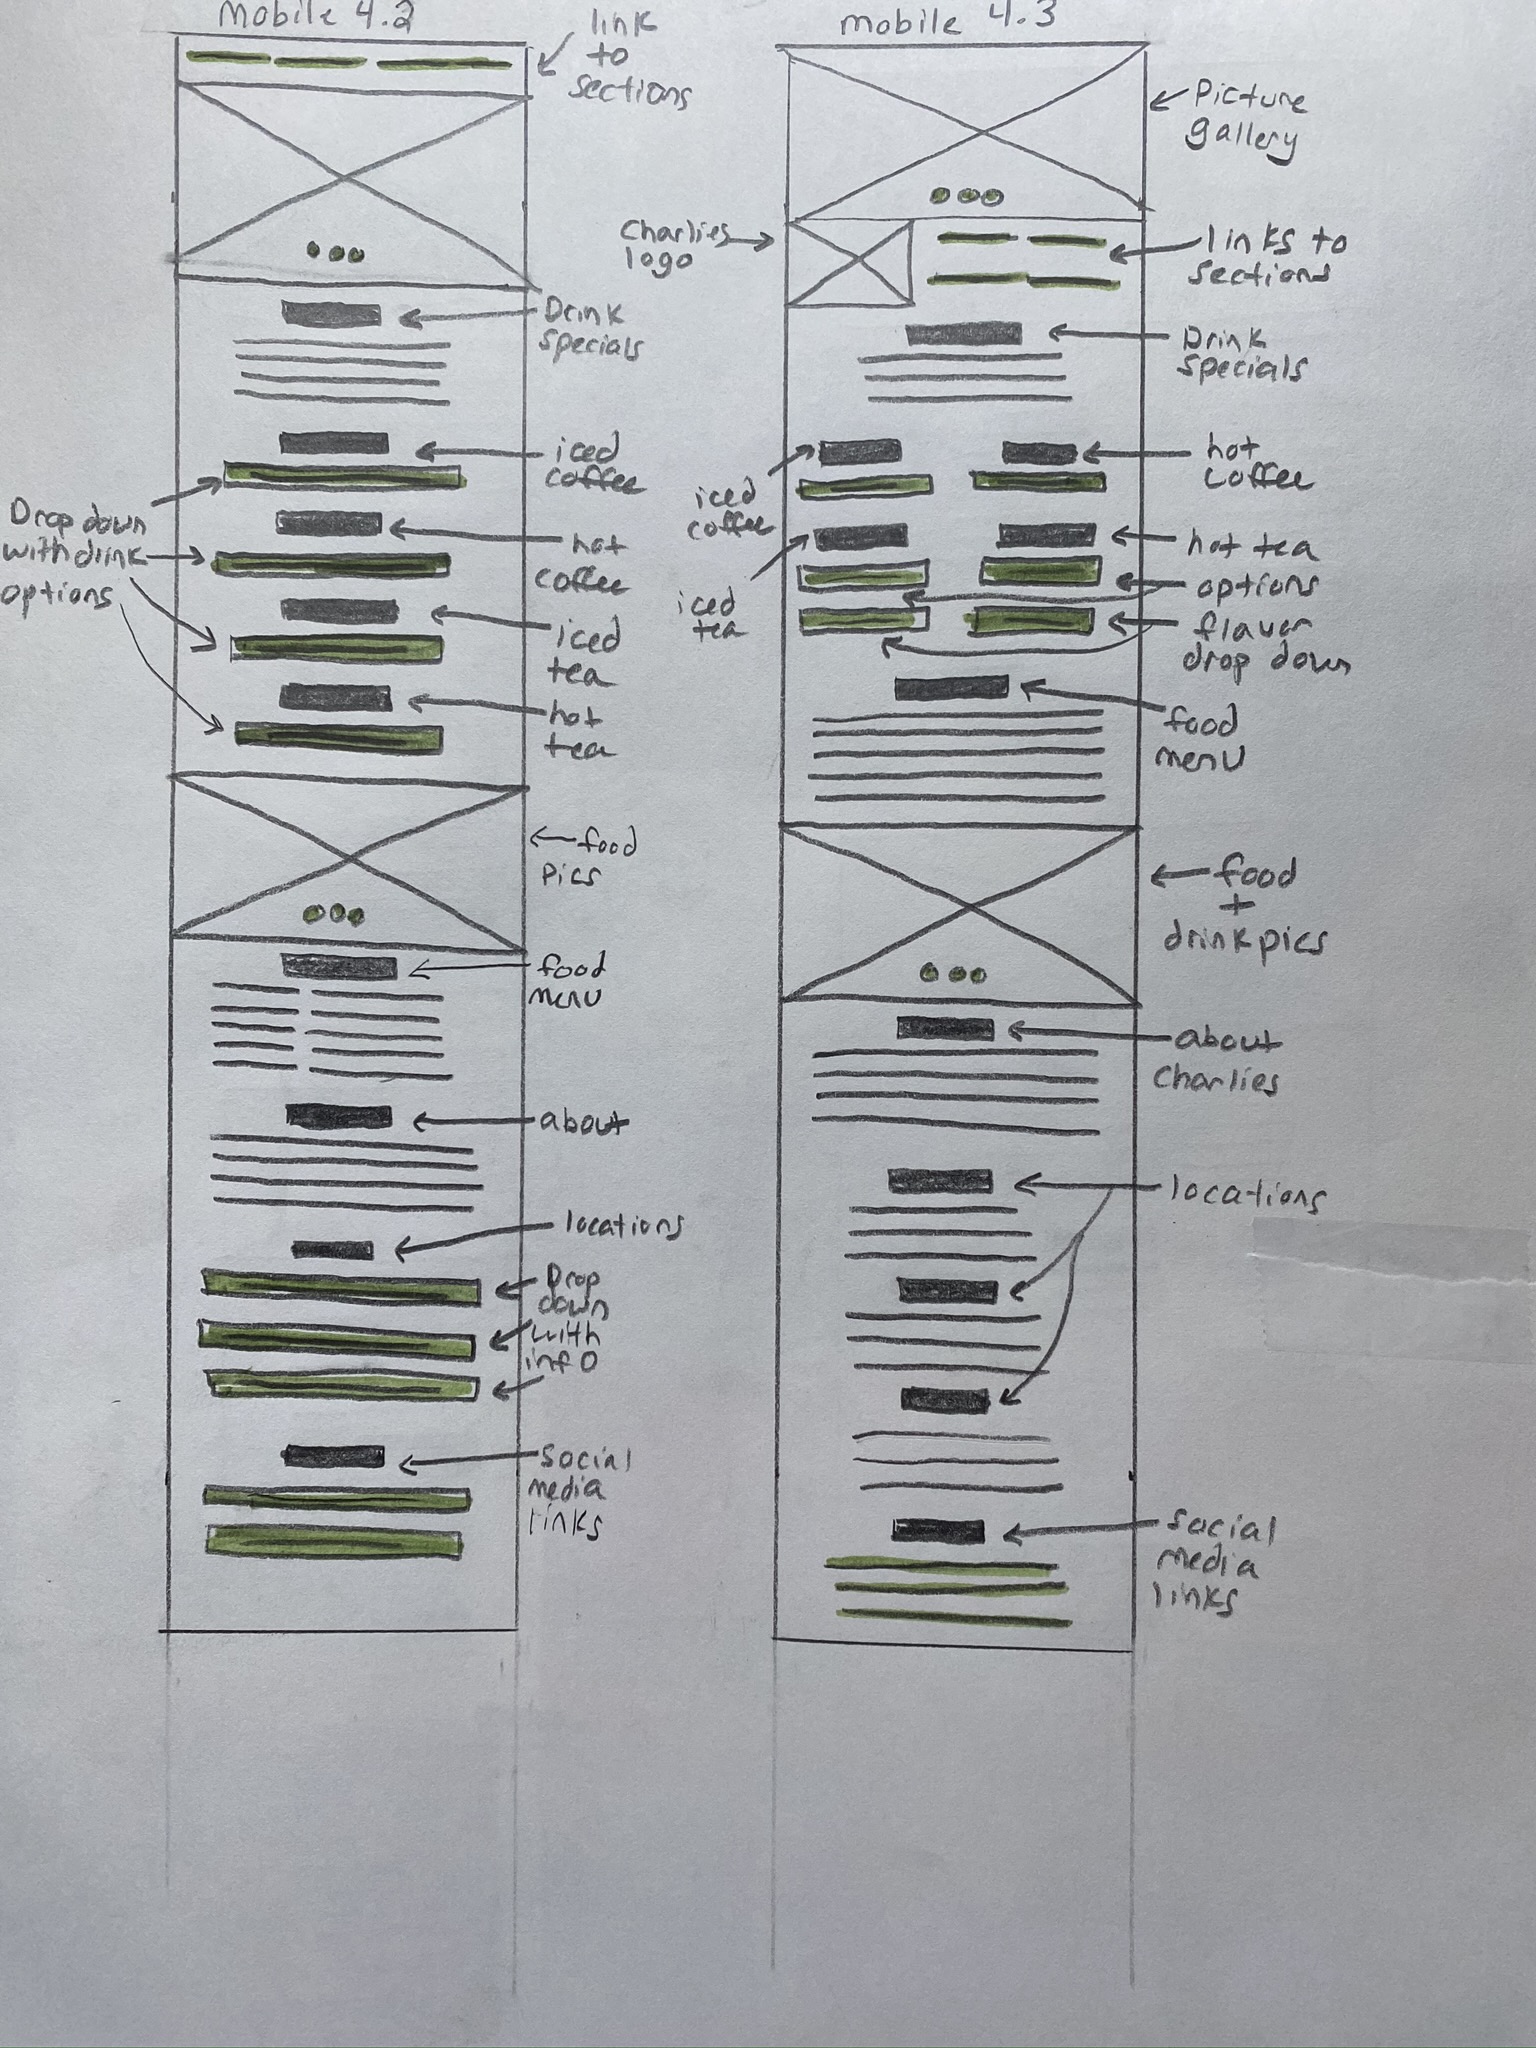 mobile 4.2
link
to
sections
Drink
specials
iced
coffee
Drop down
with drink
options
hot
coffee
iced
tea
hot
tea
food
pics
food
menu
about
locations
Drop
down
with
info
social
media
links
mobile 4.3
Picture
gallery
Charlies
logo
links to
sections
Drink
specials
iced
coffee
hot
coffee
iced
tea
hot tea
options
flavor
drop down
food
menu
food
+
drink pics
about
Charlies
locations
social
media
links